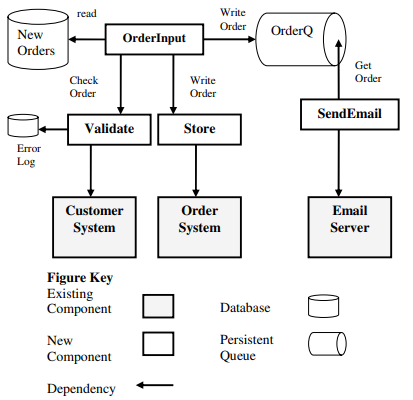 read
Write
Order
New
Orders
OrderInput
OrderQ
Check
Order
Write
Order
Get
Order
Validate
Store
SendEmail
Error
Log
Customer
System
Order
System
Email
Server
Figure Key
Existing
Component
Database
New
Component
Persistent
Queue
Dependency